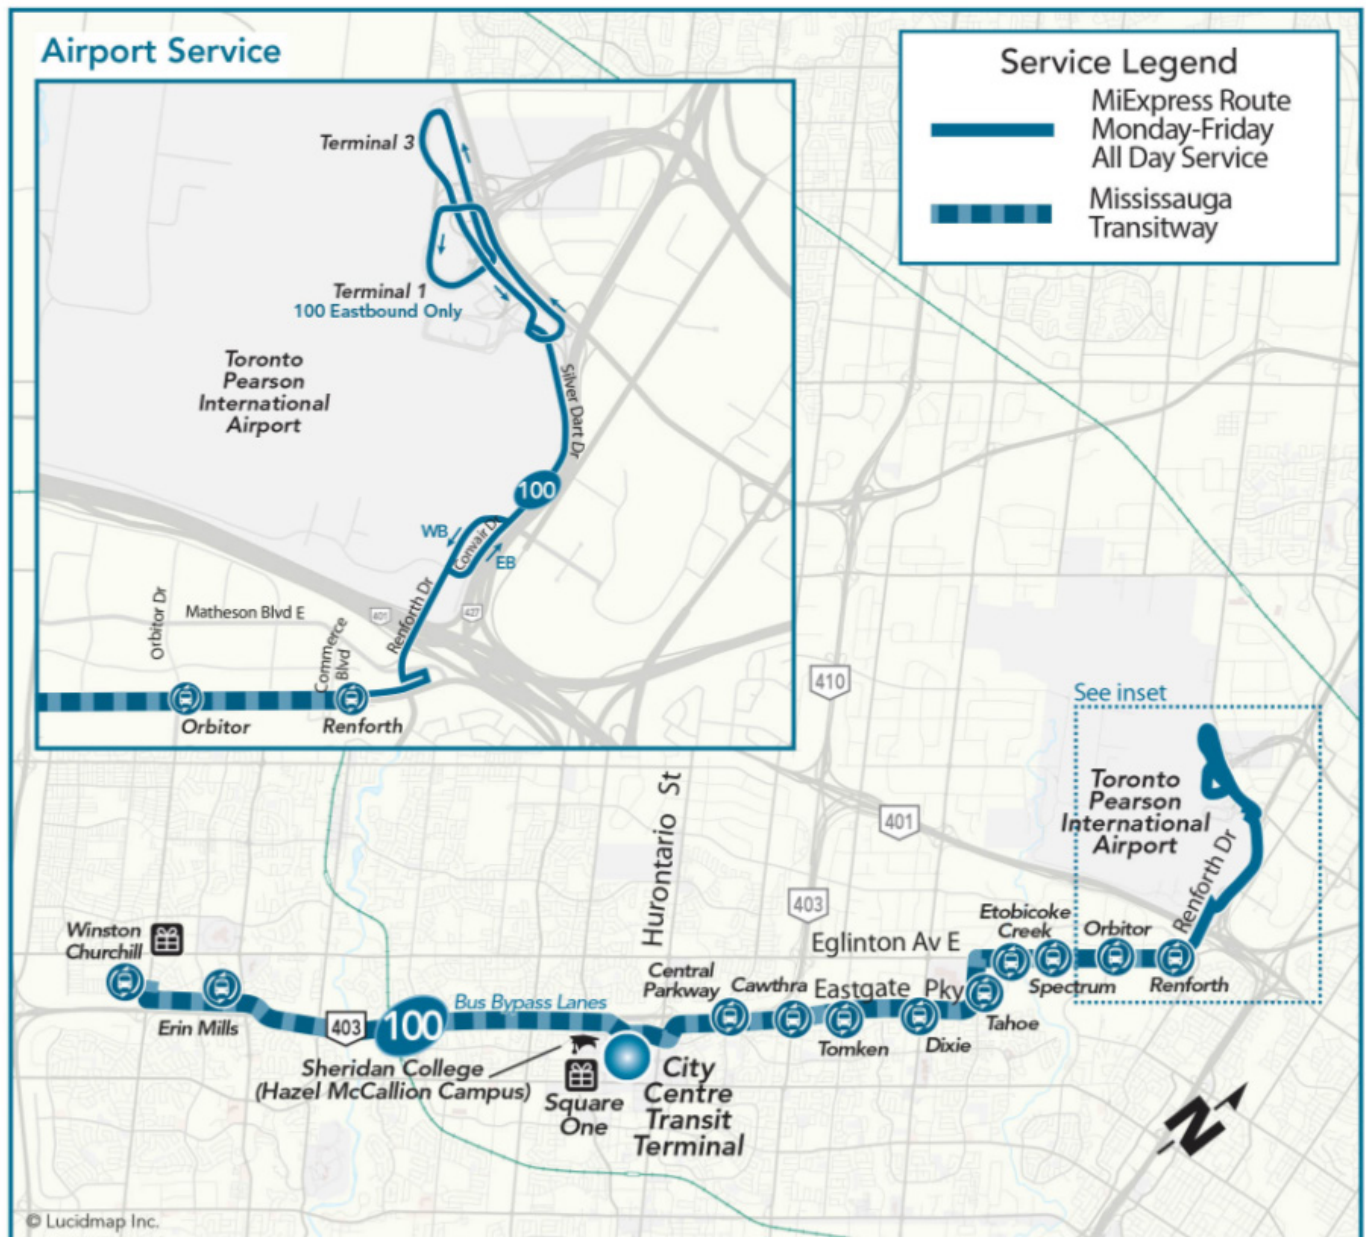 Airport Service
Service Legend
MiExpress Route
Monday-Friday
All Day Service
Mississauga
Transitway
Terminal 3
Terminal 1
100 Eastbound Only
Toronto
Pearson
International
Airport
Silver Dart Dr
100
WB
Convair Dr
EB
Renforth Dr
401
427
Orbitor Dr
Matheson Blvd E
Commerce
Blvd
Orbitor
Renforth
410
See inset
Toronto
Pearson
International
Airport
Renforth Dr
401
403
Hurontario St
Eglinton Av E
Etobicoke
Creek
Orbitor
Winston
Churchill
Central
Parkway
Cawthra
Eastgate Pky
Spectrum
Renforth
Erin Mills
403
100
Bus Bypass Lanes
Tahoe
Tomken
Dixie
Sheridan College
(Hazel McCallion Campus)
Square
One
City
Centre
Transit
Terminal
N
© Lucidmap Inc.